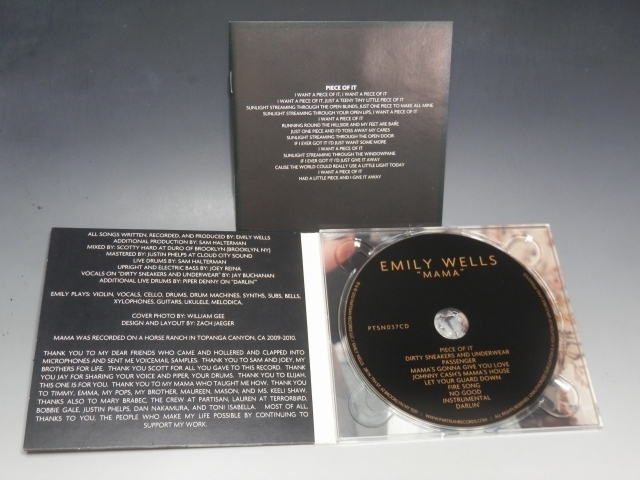 PIECE OF IT
I WANT A PIECE OF IT, I WANT A PIECE OF IT
I WANT A PIECE OF IT, JUST A TEENY TINY LITTLE PIECE OF IT
SUNLIGHT STREAMING THROUGH THE OPEN BLINDS, JUST ONE PIECE TO MAKE ALL MINE
SUNLIGHT STREAMING THROUGH YOUR OPEN LIPS, I WANT A PIECE OF IT
I WANT A PIECE OF IT
RUNNING ROUND THE HILLSIDE AND MY FEET ARE BARE
JUST ONE PIECE AND I'D TOSS AWAY MY CARES
SUNLIGHT STREAMING THROUGH THE OPEN DOOR
IF I EVER GOT IT I'D JUST WANT SOME MORE
I WANT A PIECE OF IT
SUNLIGHT STREAMING THROUGH THE WINDOWPANE
IF I EVER GOT IT I'D JUST GIVE IT AWAY
CAUSE THE WORLD COULD REALLY USE A LITTLE LIGHT TODAY
I WANT A PIECE OF IT
HAD A LITTLE PIECE AND I GIVE IT AWAY
ALL SONGS WRITTEN, RECORDED, AND PRODUCED BY: EMILY WELLS
ADDITIONAL PRODUCTION BY: SAM HALTERMAN
MIXED BY: SCOTTY HARD AT DURO OF BROOKLYN (BROOKLYN, NY)
MASTERED BY: JUSTIN PHELPS AT CLOUD CITY SOUND
LIVE DRUMS BY: SAM HALTERMAN
UPRIGHT AND ELECTRIC BASS BY: JOEY REINA
VOCALS ON "DIRTY SNEAKERS AND UNDERWEAR" BY: JAY BUCHANAN
ADDITIONAL LIVE DRUMS BY: PIPER DENNY ON "DARLIN"
EMILY PLAYS: VIOLIN, VOCALS, CELLO, DRUMS, DRUM MACHINES, SYNTHS, SUBS, BELLS,
XYLOPHONES, GUITARS, UKULELE, MELODICA.
COVER PHOTO BY: WILLIAM GEE
DESIGN AND LAYOUT BY: ZACH JAEGER
MAMA WAS RECORDED ON A HORSE RANCH IN TOPANGA CANYON, CA 2009-2010.
THANK YOU TO MY DEAR FRIENDS WHO CAME AND HOLLERED AND CLAPPED INTO
MICROPHONES AND SENT ME VOICEMAIL SAMPLES. THANK YOU TO SAM AND JOEY, MY
BROTHERS FOR LIFE. THANK YOU SCOTT FOR ALL YOU GAVE TO THIS RECORD. THANK
YOU JAY FOR SHARING YOUR VOICE AND PIPER, YOUR DRUMS. THANK YOU TO ELIJAH,
THIS ONE IS FOR YOU. THANK YOU TO MY MAMA WHO TAUGHT ME HOW. THANK YOU
TO TIMMY, EMMA, MY POPS, MY BROTHER, MAUREEN, MASON, AND MS. KEELI SHAW.
THANKS ALSO TO MARY BRABEC, THE CREW AT PARTISAN, LAUREN AT TERRORBIRD,
BOBBIE GALE, JUSTIN PHELPS, DAN NAKAMURA, AND TONI ISABELLA. MOST OF ALL,
THANKS TO YOU, THE PEOPLE WHO MAKE MY LIFE POSSIBLE BY CONTINUING TO
SUPPORT MY WORK.
EMILY WELLS
"MAMA"
PTSN037CD
PIECE OF IT
DIRTY SNEAKERS AND UNDERWEAR
PASSENGER
MAMA'S GONNA GIVE YOU LOVE
JOHNNY CASH'S MAMA'S HOUSE
LET YOUR GUARD DOWN
FIRE SONG
NO GOOD
INSTRUMENTAL
DARLIN'